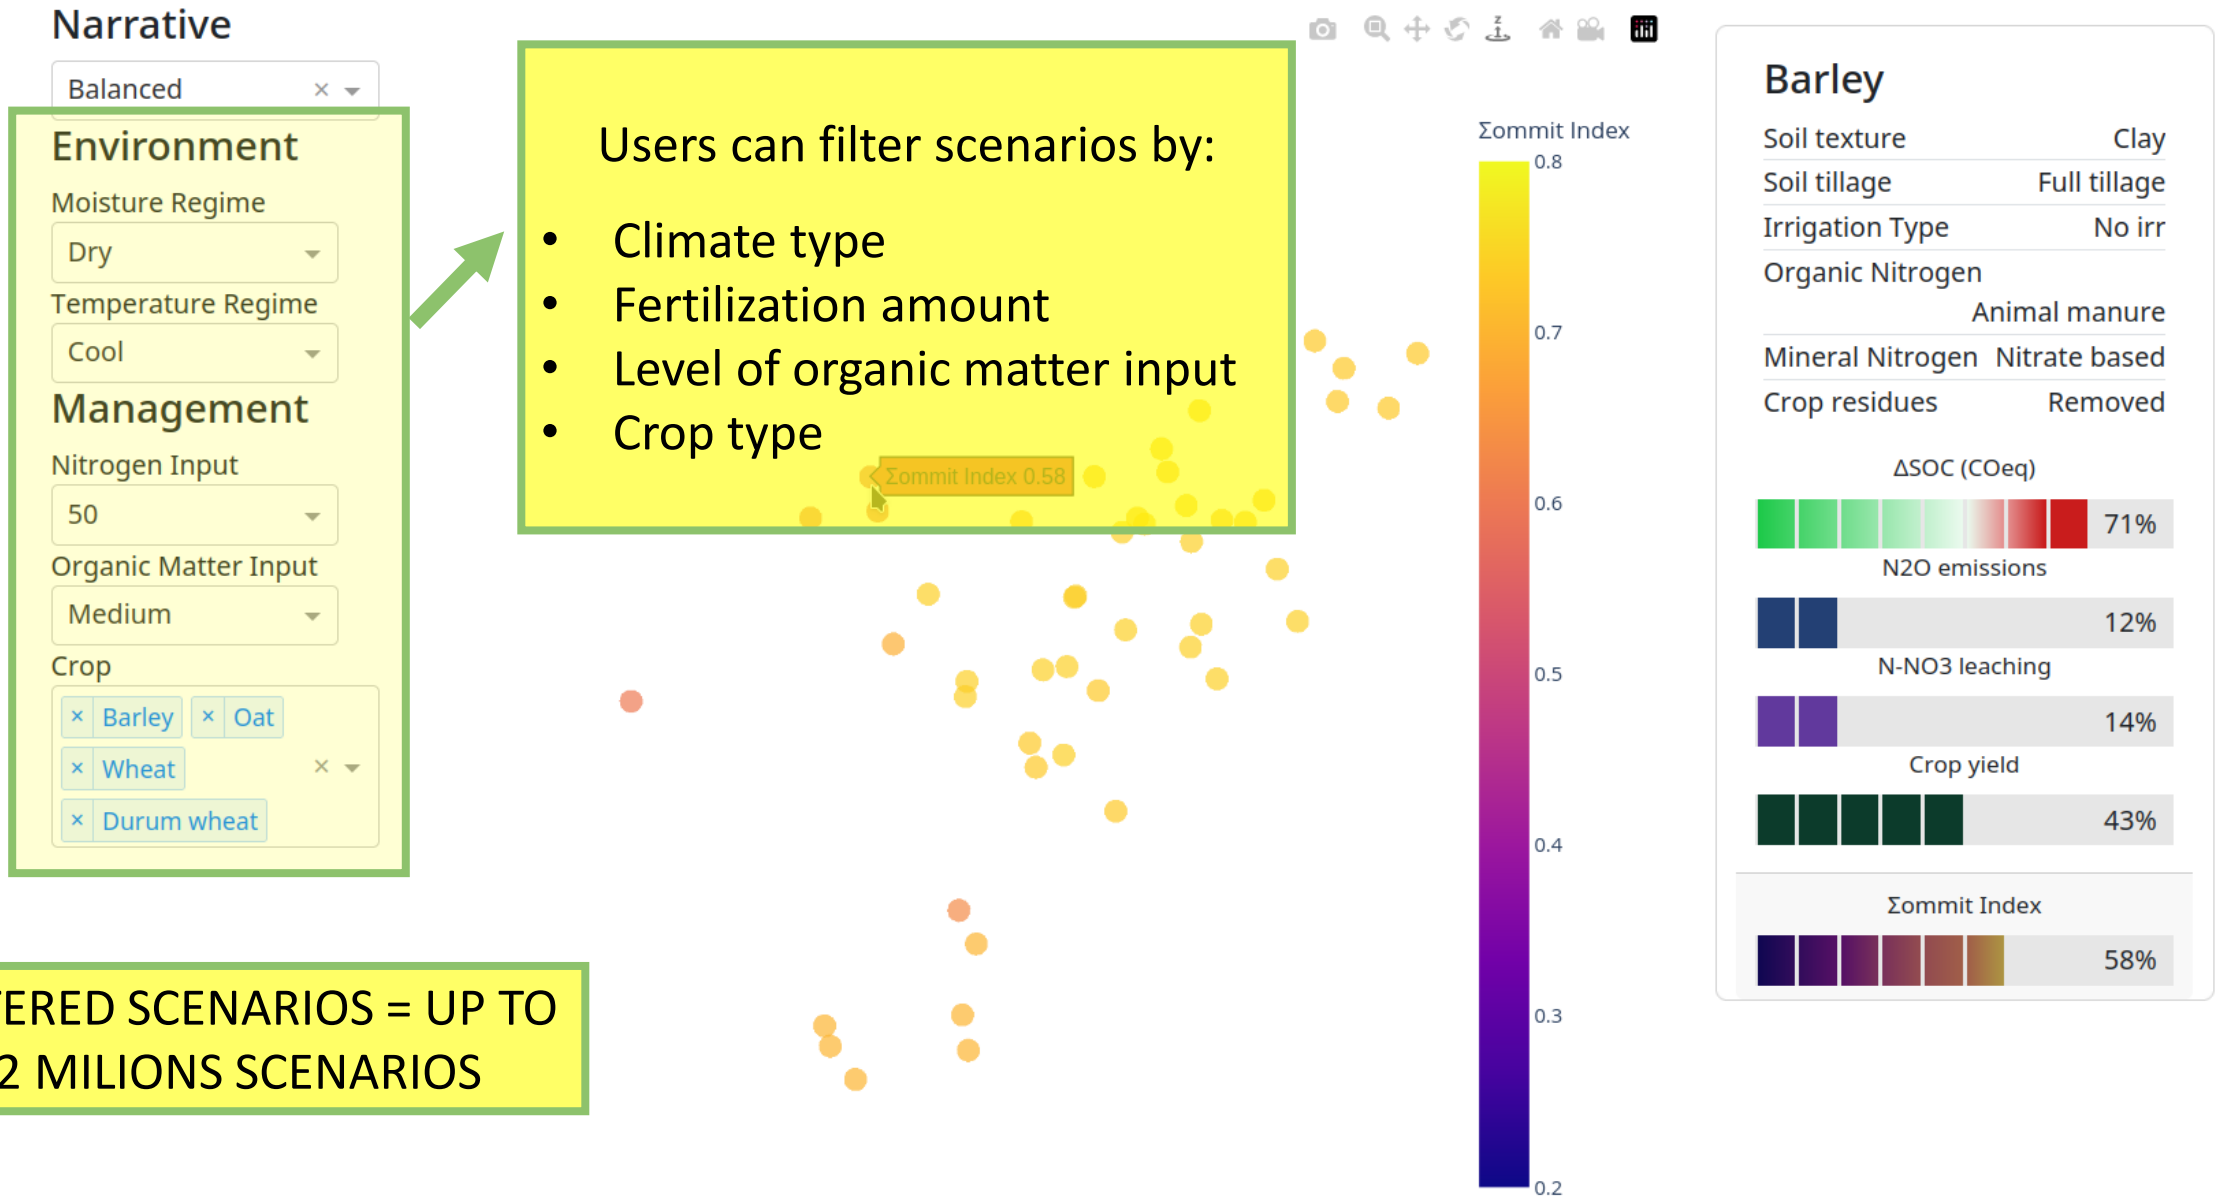 Narrative
Balanced
Environment
Moisture Regime
Dry
Temperature Regime
Cool
Management
Nitrogen Input
50
Organic Matter Input
Medium
Crop
× Barley × Oat
× Wheat
× Durum wheat
Users can filter scenarios by:
• Climate type
• Fertilization amount
• Level of organic matter input
• Crop type
Σommit Index 0.58
TERED SCENARIOS = UP TO
2 MILIONS SCENARIOS
Σommit Index
0.8
0.7
0.6
0.5
0.4
0.3
0.2
Barley
Soil texture Clay
Soil tillage Full tillage
Irrigation Type No irr
Organic Nitrogen
Animal manure
Mineral Nitrogen Nitrate based
Crop residues Removed
ΔSOC (COeq)
71%
N2O emissions
12%
N-NO3 leaching
14%
Crop yield
43%
Σommit Index
58%